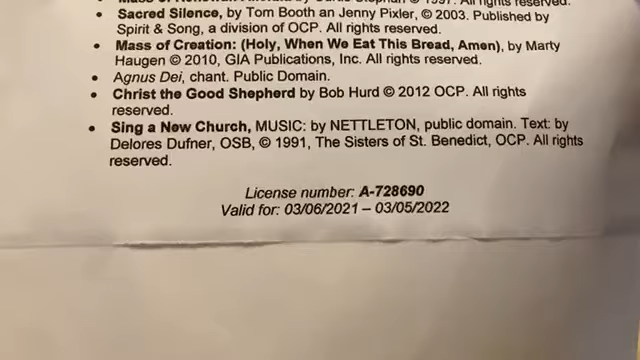 1997. All rights reserved.
• Sacred Silence, by Tom Booth an Jenny Pixler, © 2003. Published by
Spirit & Song, a division of OCP. All rights reserved.
• Mass of Creation: (Holy, When We Eat This Bread, Amen), by Marty
Haugen © 2010, GIA Publications, Inc. All rights reserved.
• Agnus Dei, chant. Public Domain.
• Christ the Good Shepherd by Bob Hurd © 2012 OCP. All rights
reserved.
• Sing a New Church, MUSIC: by NETTLETON, public domain. Text: by
Delores Dufner, OSB, © 1991, The Sisters of St. Benedict, OCP. All rights
reserved.
License number: A-728690
Valid for: 03/06/2021 – 03/05/2022